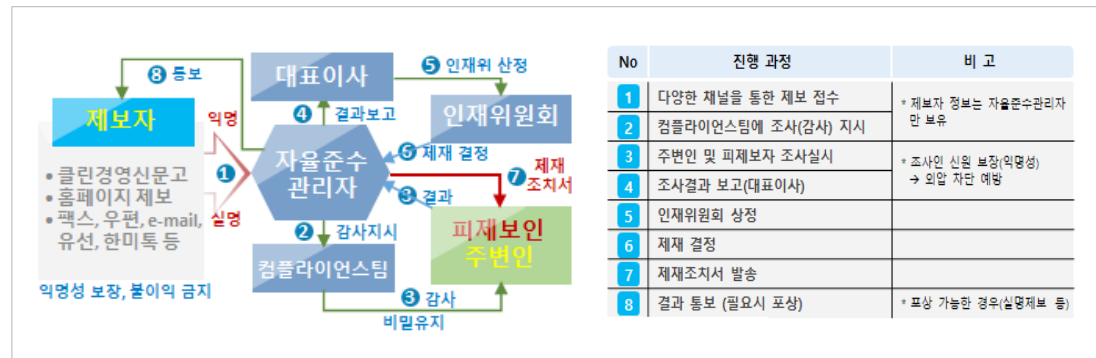 ⑧ 통보
대표이사
⑤ 인재위 산정
제보자
익명
④ 결과보고
인재위원회
• 클린경영신문고
• 홈페이지 제보
• 팩스, 우편, e-mail,
유선, 한미톡 등
①
실명
자율준수
관리자
⑥ 제재 결정
⑦ 제재
조치서
③ 결과
② 감사지시
피제보인
주변인
컴플라이언스팀
익명성 보장, 불이익 금지
③ 감사
비밀유지
No 진행 과정 비 고
1 다양한 채널을 통한 제보 접수
* 제보자 정보는 자율준수관리자
만 보유
2 컴플라이언스팀에 조사(감사) 지시
3 주변인 및 피제보자 조사실시
* 조사인 신원 보장(익명성)
→ 외압 차단 예방
4 조사결과 보고(대표이사)
5 인재위원회 상정
6 제재 결정
7 제재조치서 발송
8 결과 통보 (필요시 포상) * 포상 가능한 경우(실명제보 등)